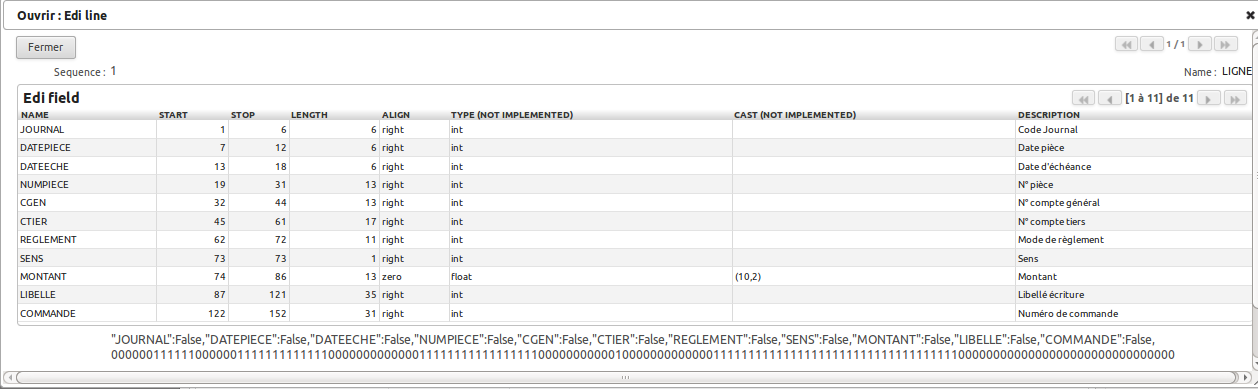 Ouvrir : Edi line
Fermer 1 / 1
Sequence : 1 Name : LIGNE
Edi field [1 à 11] de 11
NAME START STOP LENGTH ALIGN TYPE (NOT IMPLEMENTED) CAST (NOT IMPLEMENTED) DESCRIPTION
JOURNAL 1 6 6 right int Code Journal
DATEPIECE 7 12 6 right int Date pièce
DATEECHE 13 18 6 right int Date d'échéance
NUMPIECE 19 31 13 right int N° pièce
CGEN 32 44 13 right int N° compte général
CTIER 45 61 17 right int N° compte tiers
REGLEMENT 62 72 11 right int Mode de règlement
SENS 73 73 1 right int Sens
MONTANT 74 86 13 zero float (10,2) Montant
LIBELLE 87 121 35 right int Libellé écriture
COMMANDE 122 152 31 right int Numéro de commande
"JOURNAL":False,"DATEPIECE":False,"DATEECHE":False,"NUMPIECE":False,"CGEN":False,"CTIER":False,"REGLEMENT":False,"SENS":False,"MONTANT":False,"LIBELLE":False,"COMMANDE":False,
00000011111100000011111111111110000000000000111111111111111110000000000010000000000000111111111111111111111111111111111110000000000000000000000000000000